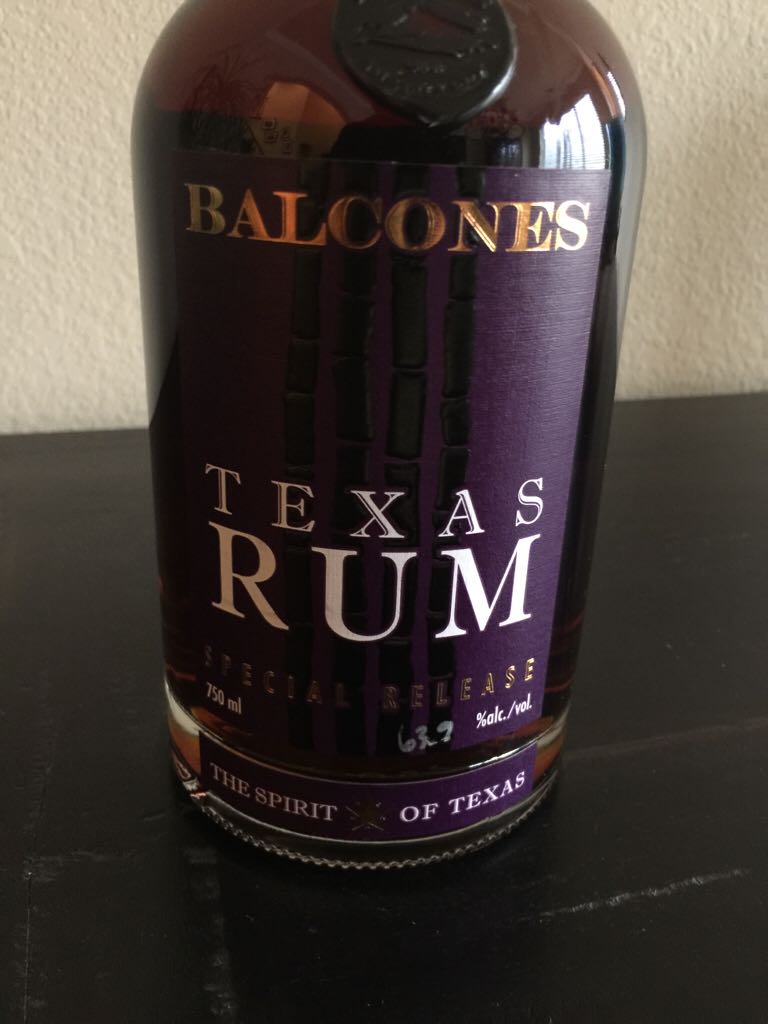 BALCONES
TEXAS
RUM
SPECIAL RELEASE
750 ml
%alc./vol.
THE SPIRIT OF TEXAS